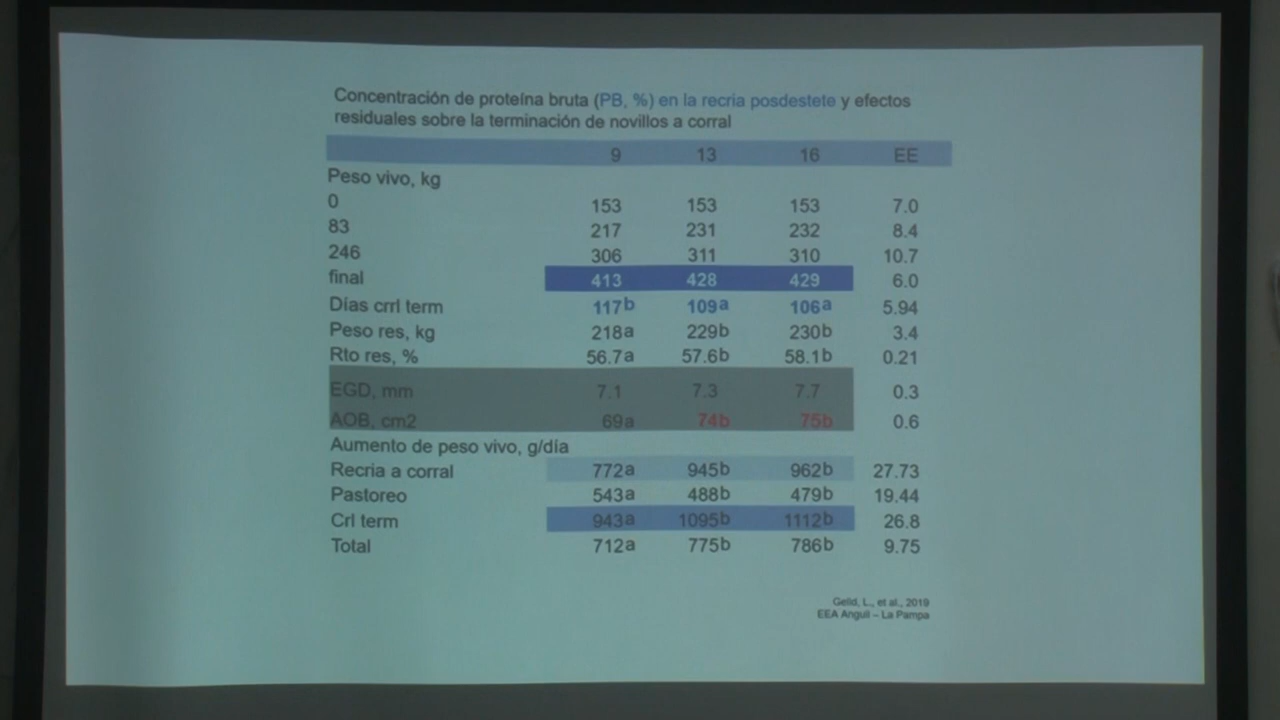 Concentración de proteína bruta (PB, %) en la recria posdestete y efectos
residuales sobre la terminación de novillos a corral
9 13 16 EE
Peso vivo, kg
0 153 153 153 7.0
83 217 231 232 8.4
246 306 311 310 10.7
final 413 428 429 6.0
Días crrl term 117b 109a 106a 5.94
Peso res, kg 218a 229b 230b 3.4
Rto res, % 56.7a 57.6b 58.1b 0.21
EGD, mm 7.1 7.3 7.7 0.3
AOB, cm2 69a 74b 75b 0.6
Aumento de peso vivo, g/día
Recria a corral 772a 945b 962b 27.73
Pastoreo 543a 488b 479b 19.44
Crl term 943a 1095b 1112b 26.8
Total 712a 775b 786b 9.75
L., et al., 2019
EEA Anguil – La Pampa